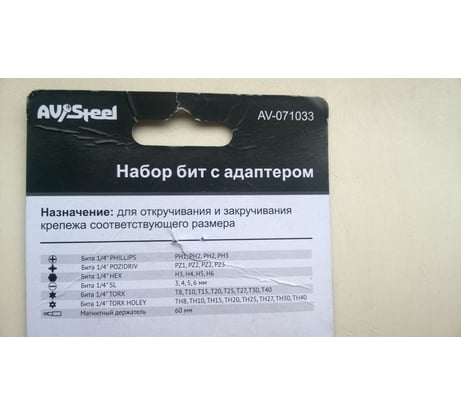 AV Steel AV-071033
Набор бит с адаптером
Назначение: для откручивания и закручивания
крепежа соответствующего размера
Бита 1/4" PHILLIPS PH1, PH2, PH2, PH3
Бита 1/4" POZIDRIV PZ1, PZ2, PZ2, PZ3
Бита 1/4" HEX H3, H4, H5, H6
Бита 1/4" SL 3, 4, 5, 6 мм
Бита 1/4" TORX T8, T10, T15, T20, T25, T27, T30, T40
Бита 1/4" TORX HOLEY TH8, TH10, TH15, TH20, TH25, TH27, TH30, TH40
Магнитный держатель 60 мм